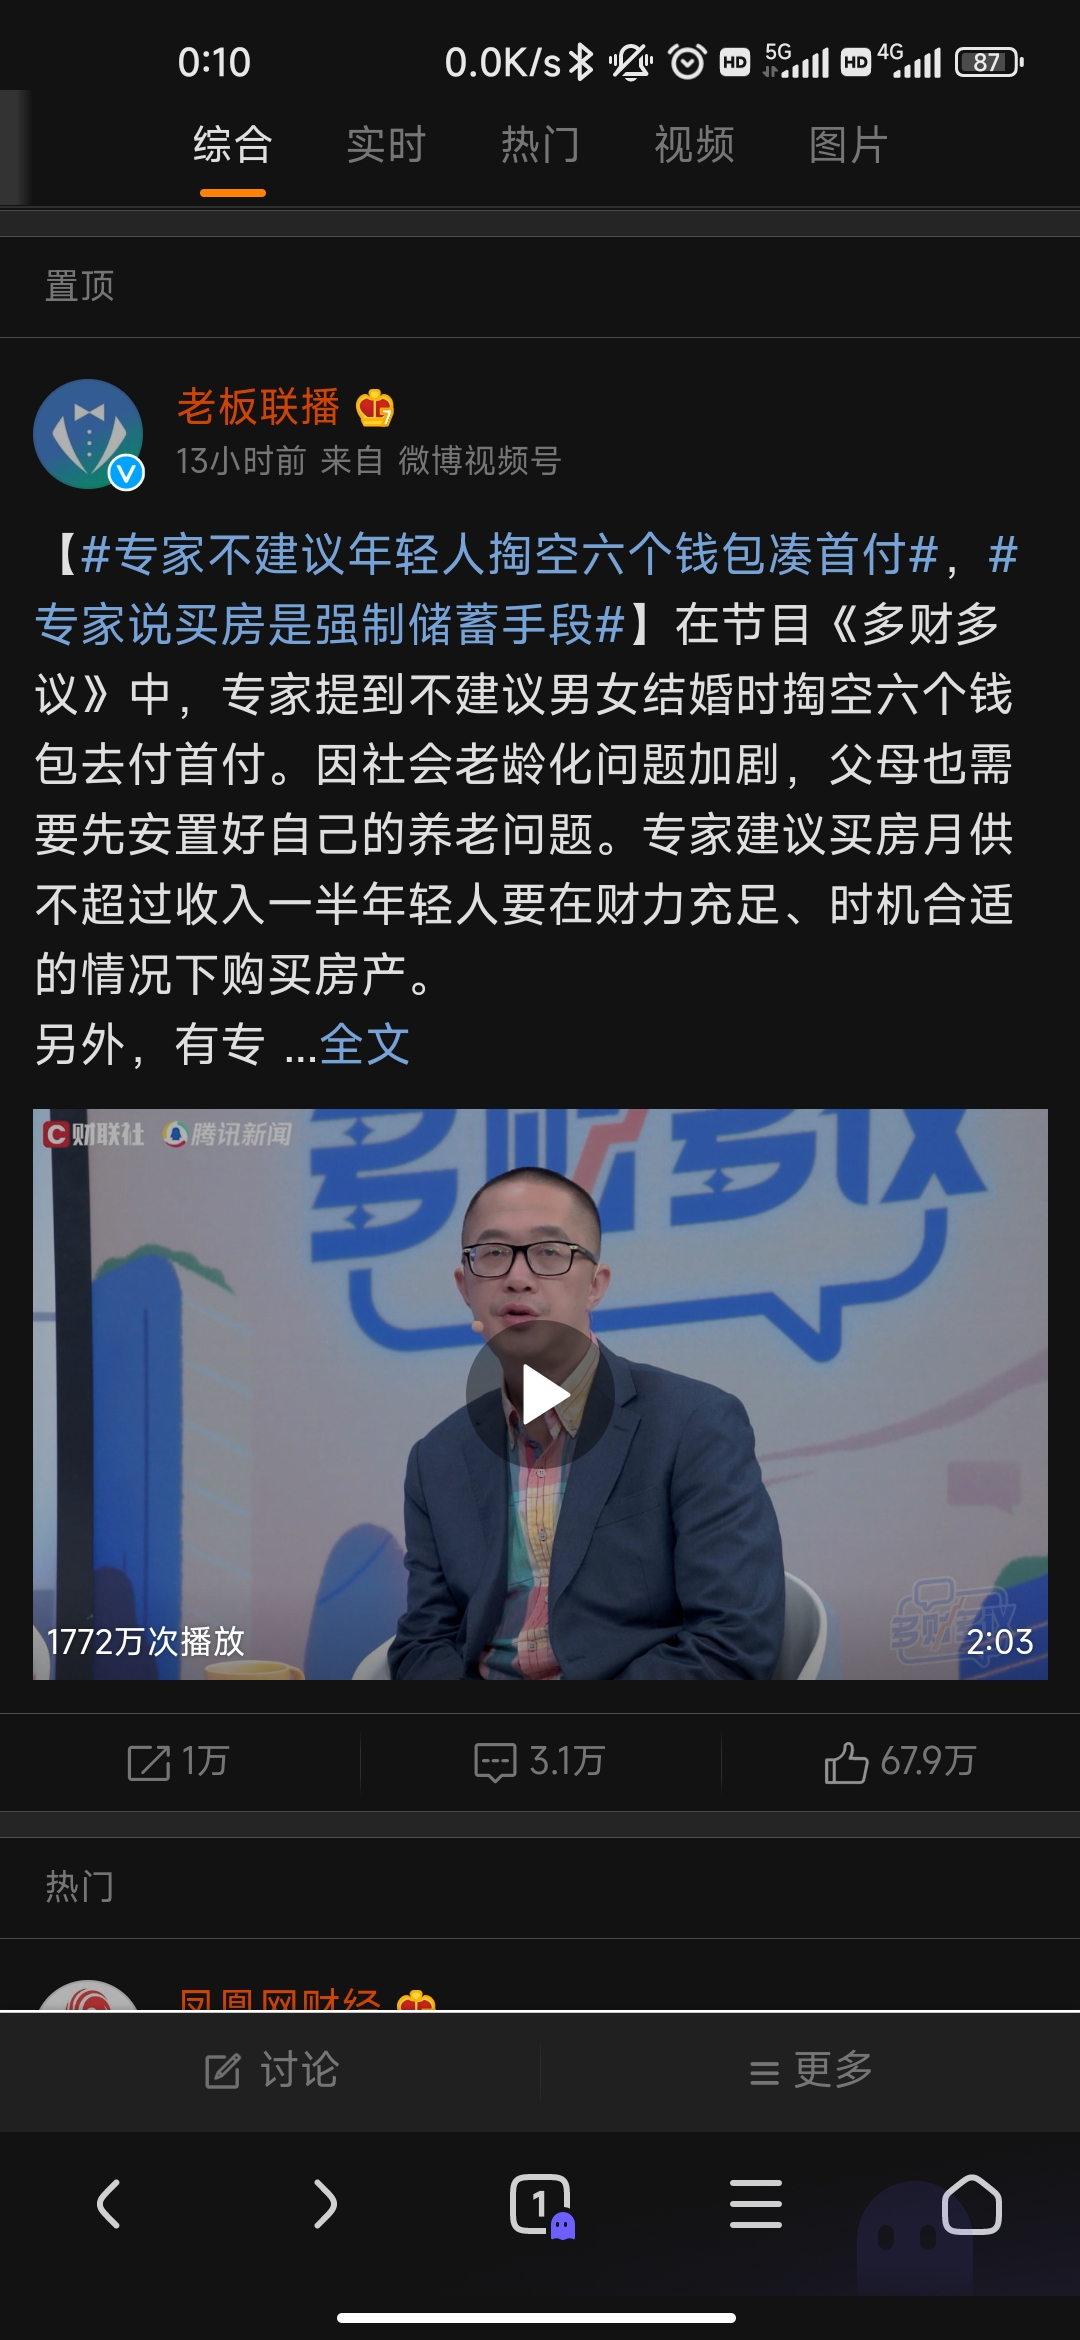 0:10 0.0K/s HD 5G HD 4G 87
综合 实时 热门 视频 图片
置顶
老板联播 7
13小时前 来自 微博视频号
【#专家不建议年轻人掏空六个钱包凑首付#，#
专家说买房是强制储蓄手段#】在节目《多财多
议》中，专家提到不建议男女结婚时掏空六个钱
包去付首付。因社会老龄化问题加剧，父母也需
要先安置好自己的养老问题。专家建议买房月供
不超过收入一半年轻人要在财力充足、时机合适
的情况下购买房产。
另外，有专 ...全文
C 财联社 腾讯新闻
多财多议
多财多议
1772万次播放 2:03
1万 3.1万 67.9万
热门
凤凰网财经
讨论 更多
1